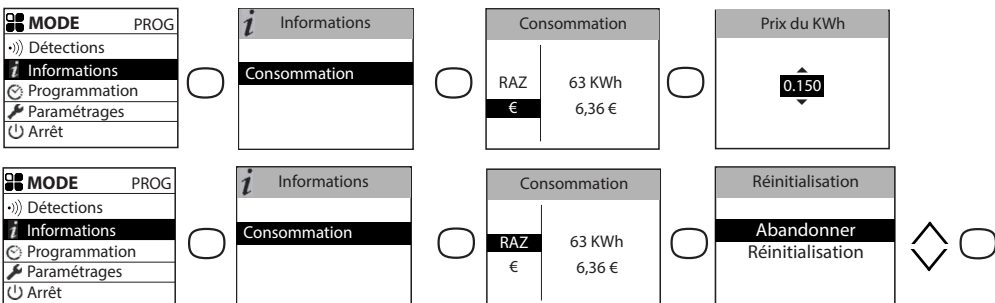 MODE PROG
Détections
Informations
Programmation
Paramétrages
Arrêt
i Informations
Consommation
Consommation
RAZ 63 KWh
€ 6,36 €
Prix du KWh
0.150
MODE PROG
Détections
Informations
Programmation
Paramétrages
Arrêt
i Informations
Consommation
Consommation
RAZ 63 KWh
€ 6,36 €
Réinitialisation
Abandonner
Réinitialisation